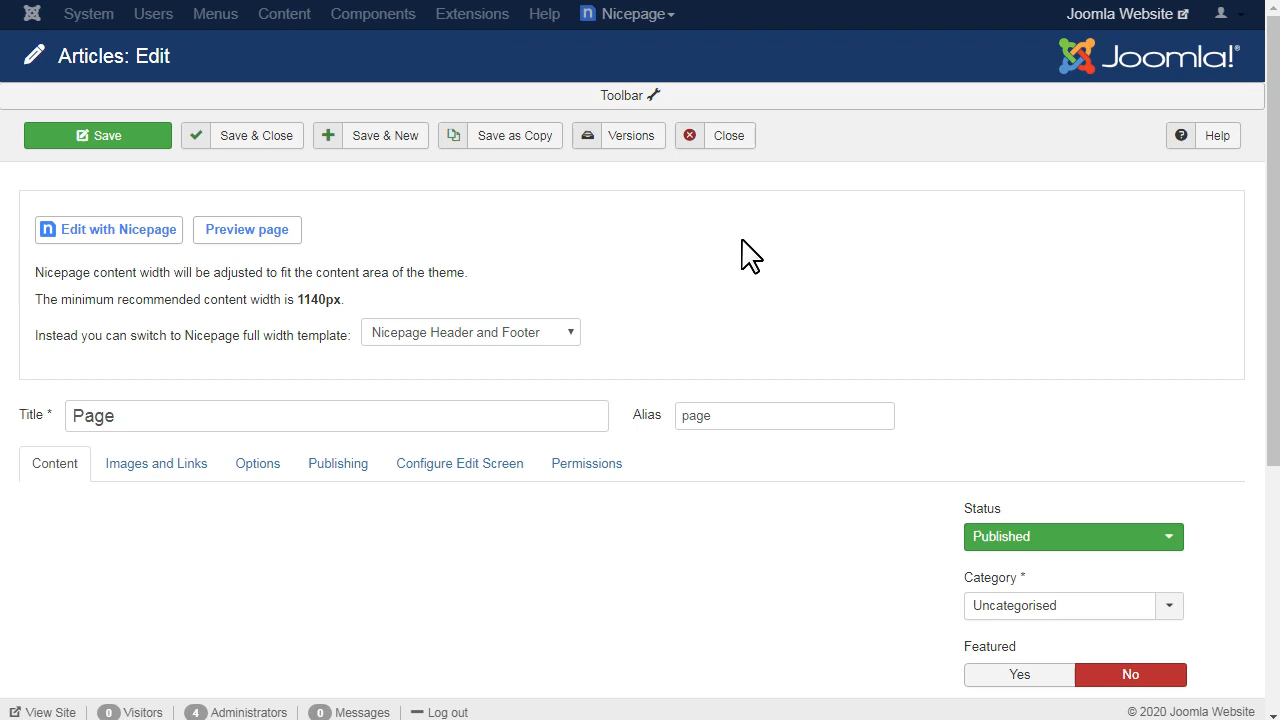 System Users Menus Content Components Extensions Help Nicepage Joomla Website
Articles: Edit Joomla!®
Toolbar
Save Save & Close Save & New Save as Copy Versions Close Help
Edit with Nicepage Preview page
Nicepage content width will be adjusted to fit the content area of the theme.
The minimum recommended content width is 1140px.
Instead you can switch to Nicepage full width template: Nicepage Header and Footer
Title * Page Alias page
Content Images and Links Options Publishing Configure Edit Screen Permissions
Status
Published
Category *
Uncategorised
Featured
Yes No
View Site 0 Visitors 4 Administrators 0 Messages Log out © 2020 Joomla Website